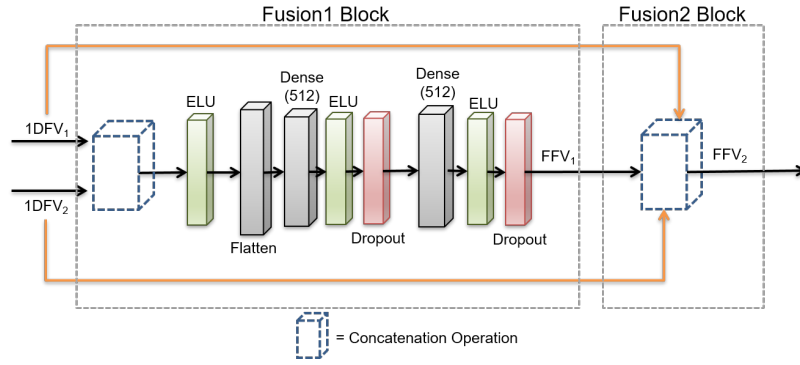 Fusion1 Block
Fusion2 Block
Dense
(512)
Dense
(512)
ELU
ELU
ELU
1DFV1
1DFV2
FFV1
FFV2
Flatten
Dropout
Dropout
= Concatenation Operation